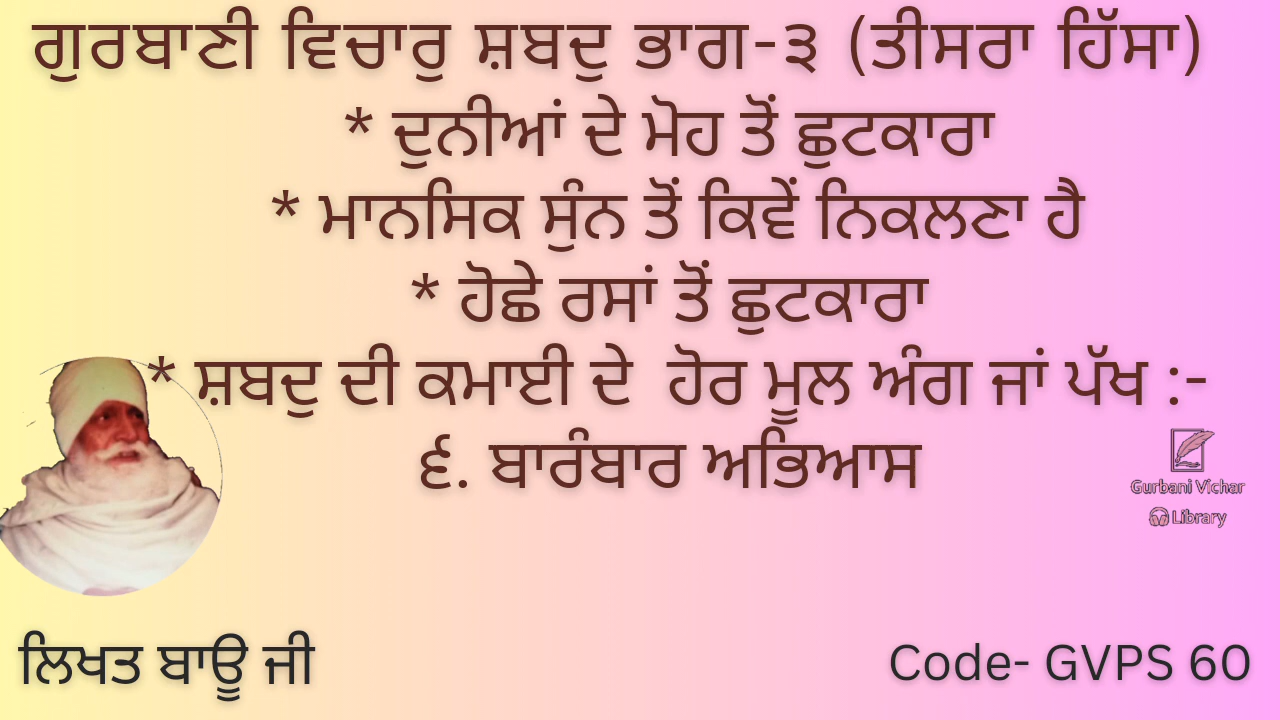 ਗੁਰਬਾਣੀ ਵਿਚਾਰੁ ਸ਼ਬਦੁ ਭਾਗ-੩ (ਤੀਸਰਾ ਹਿੱਸਾ)
* ਦੁਨੀਆਂ ਦੇ ਮੋਹ ਤੋਂ ਛੁਟਕਾਰਾ
* ਮਾਨਸਿਕ ਸੁੰਨ ਤੋਂ ਕਿਵੇਂ ਨਿਕਲਣਾ ਹੈ
* ਹੋਛੇ ਰਸਾਂ ਤੋਂ ਛੁਟਕਾਰਾ
* ਸ਼ਬਦੁ ਦੀ ਕਮਾਈ ਦੇ ਹੋਰ ਮੂਲ ਅੰਗ ਜਾਂ ਪੱਖ :-
੬. ਬਾਰੰਬਾਰ ਅਭਿਆਸ
Gurbani Vichar
Library
ਲਿਖਤ ਬਾਊ ਜੀ
Code- GVPS 60